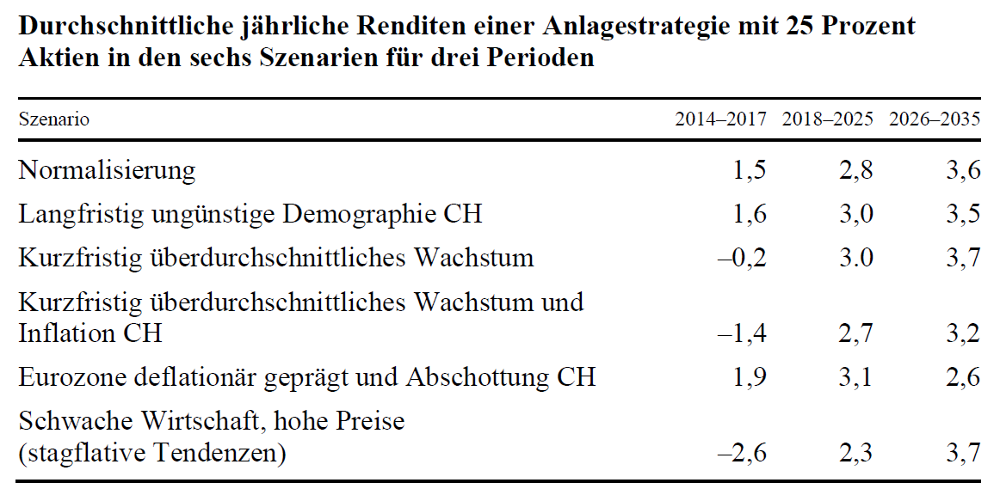 Durchschnittliche jährliche Renditen einer Anlagestrategie mit 25 Prozent
Aktien in den sechs Szenarien für drei Perioden
Szenario 2014–2017 2018–2025 2026–2035
Normalisierung 1,5 2,8 3,6
Langfristig ungünstige Demographie CH 1,6 3,0 3,5
Kurzfristig überdurchschnittliches Wachstum –0,2 3.0 3,7
Kurzfristig überdurchschnittliches Wachstum und
Inflation CH –1,4 2,7 3,2
Eurozone deflationär geprägt und Abschottung CH 1,9 3,1 2,6
Schwache Wirtschaft, hohe Preise
(stagflative Tendenzen) –2,6 2,3 3,7